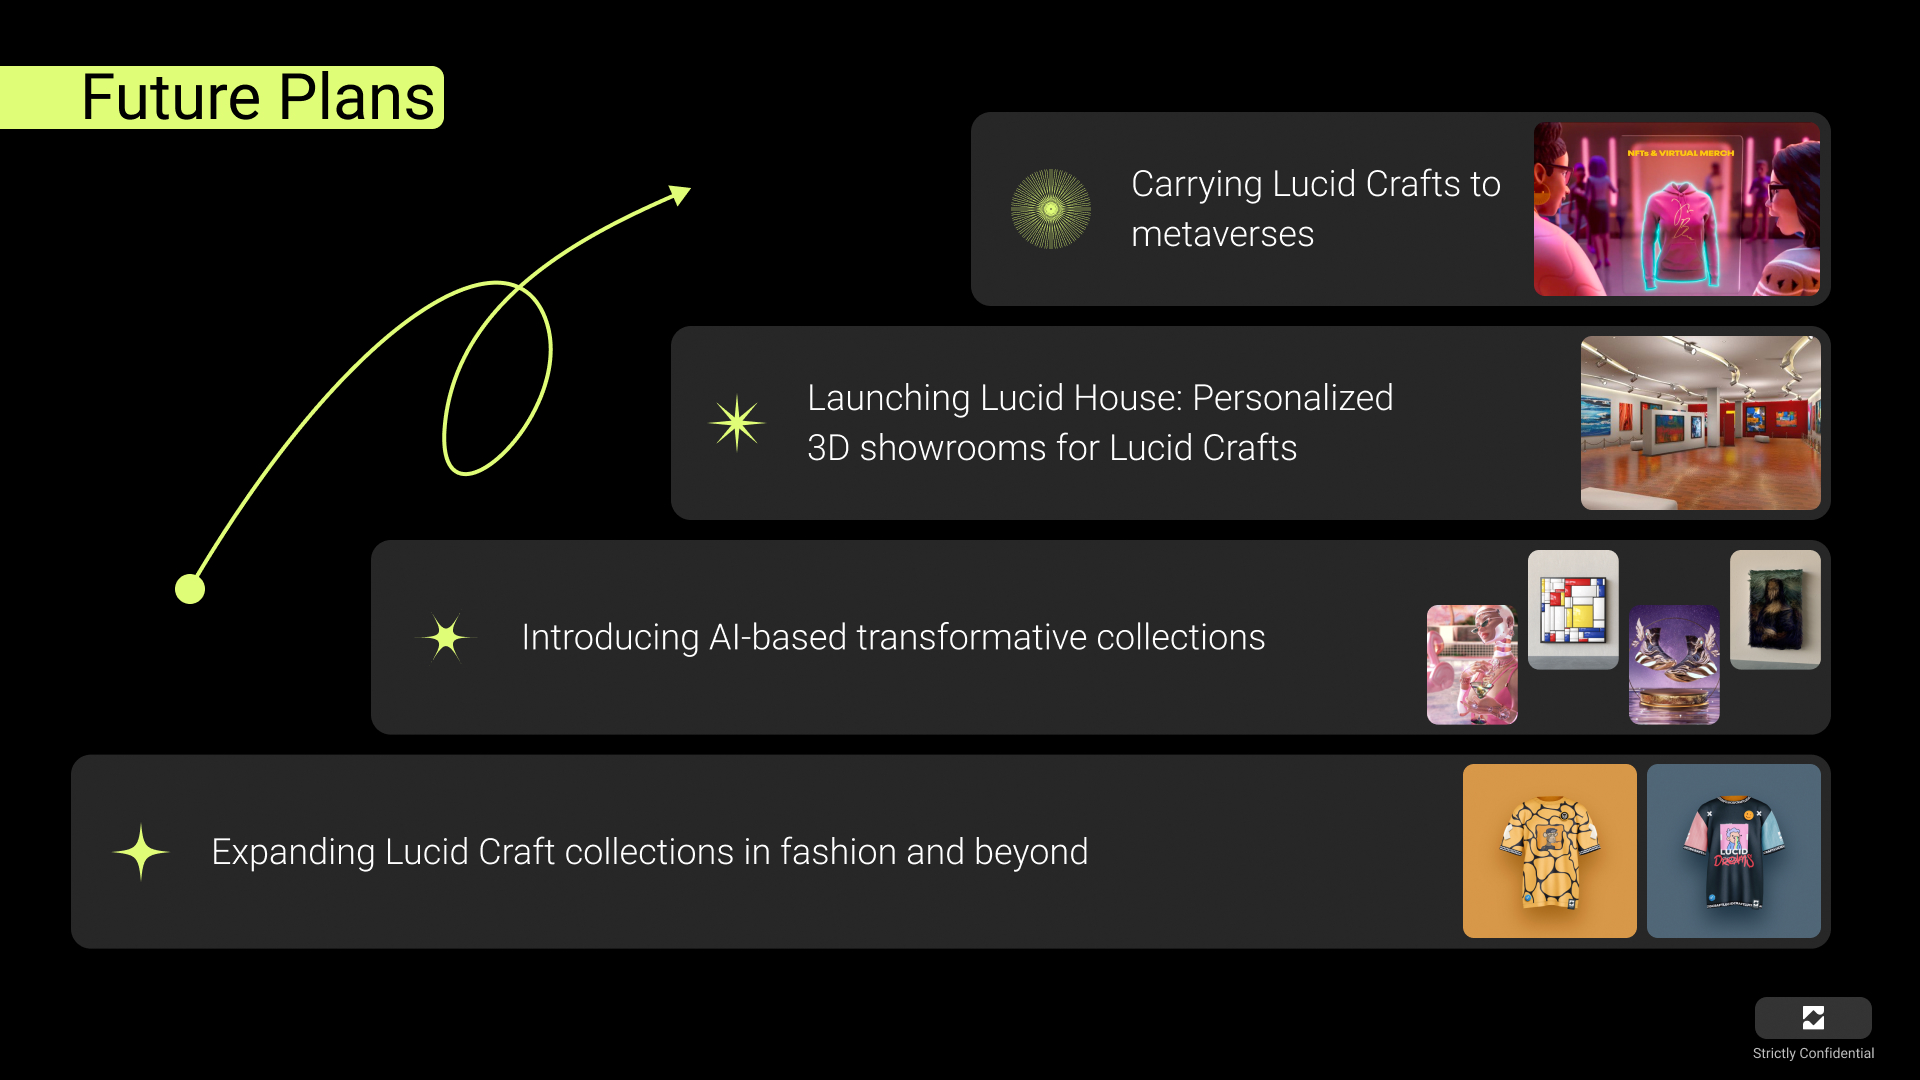 Future Plans
Carrying Lucid Crafts to
metaverses
NFTs & VIRTUAL MERCH
Launching Lucid House: Personalized
3D showrooms for Lucid Crafts
Introducing AI-based transformative collections
Expanding Lucid Craft collections in fashion and beyond
LUCID
DREAMS
Strictly Confidential